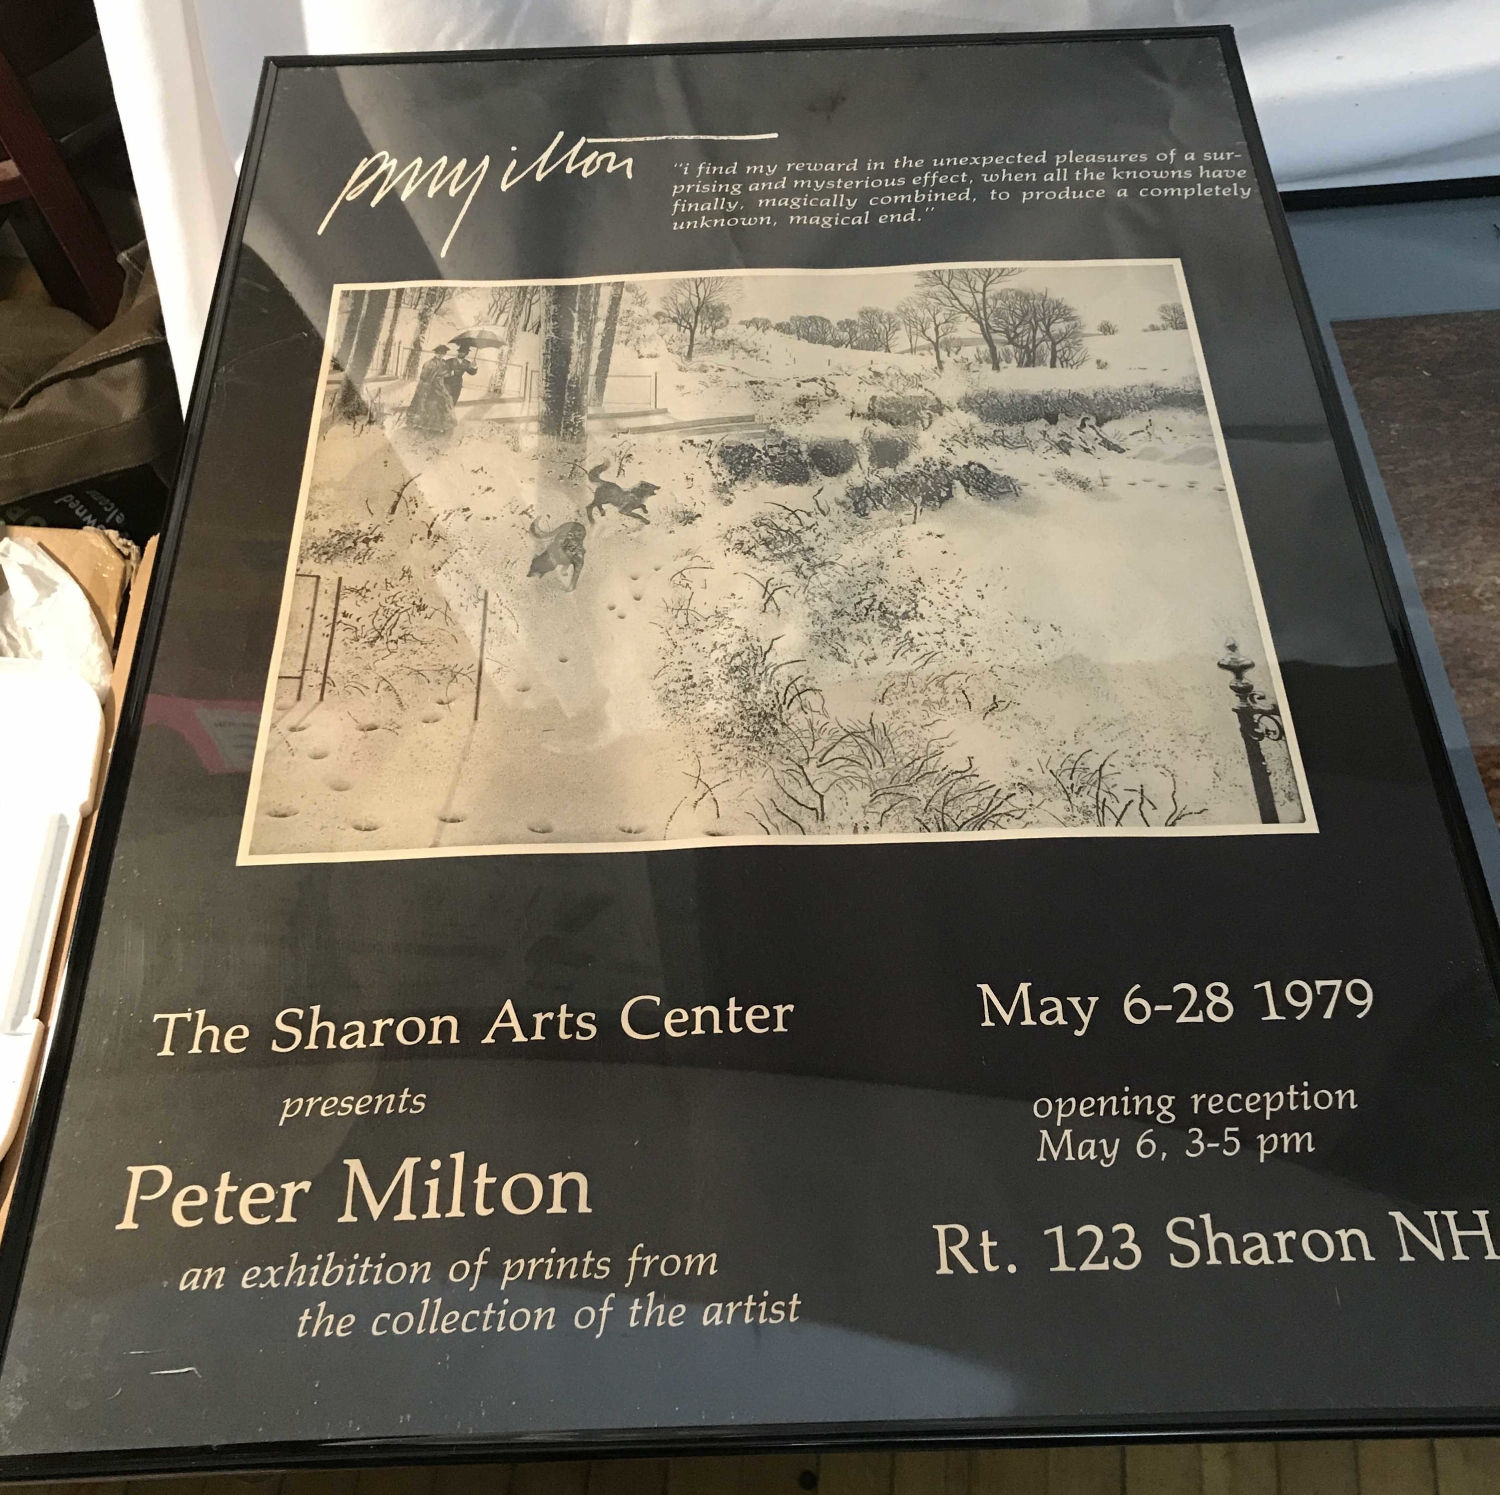 pmilton
"i find my reward in the unexpected pleasures of a sur-
prising and mysterious effect, when all the knowns have
finally, magically combined, to produce a completely
unknown, magical end."
The Sharon Arts Center
presents
Peter Milton
an exhibition of prints from
the collection of the artist
May 6-28 1979
opening reception
May 6, 3-5 pm
Rt. 123 Sharon NH